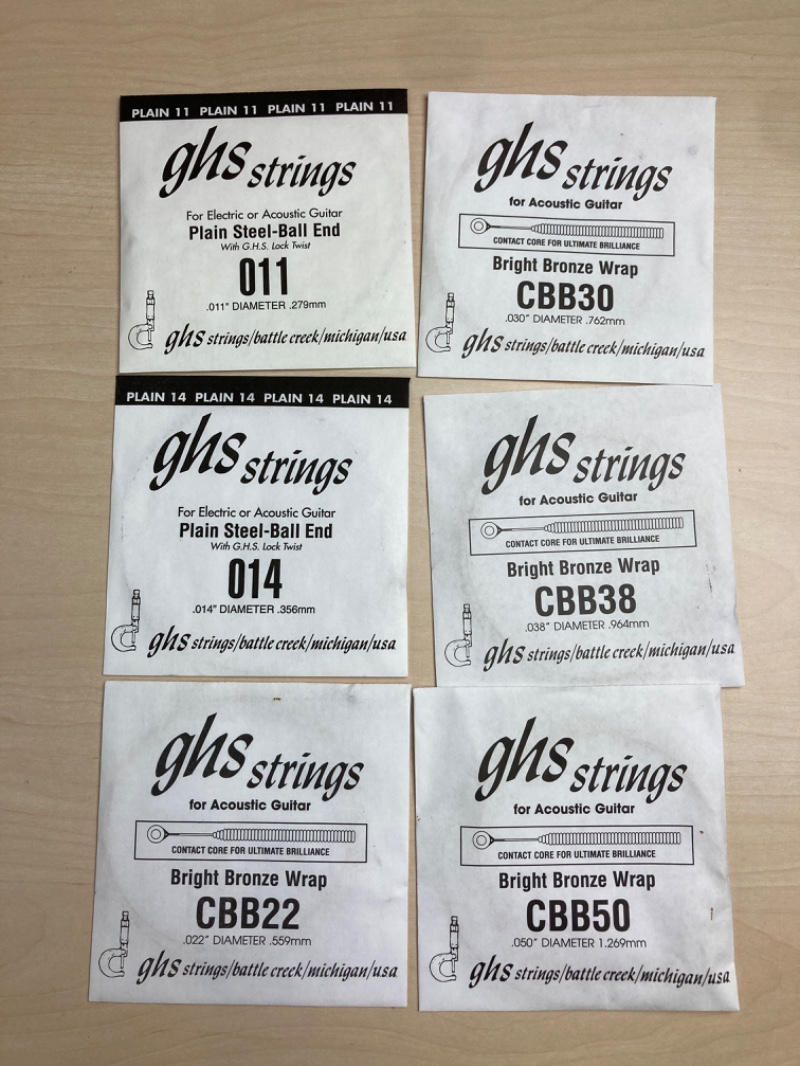 PLAIN 11 PLAIN 11 PLAIN 11 PLAIN 11
ghs strings
For Electric or Acoustic Guitar
Plain Steel-Ball End
With G.H.S. Lock Twist
011
.011" DIAMETER .279mm
ghs strings/battle creek/michigan/usa
ghs strings
for Acoustic Guitar
CONTACT CORE FOR ULTIMATE BRILLIANCE
Bright Bronze Wrap
CBB30
.030" DIAMETER .762mm
ghs strings/battle creek/michigan/usa
PLAIN 14 PLAIN 14 PLAIN 14 PLAIN 14
ghs strings
For Electric or Acoustic Guitar
Plain Steel-Ball End
With G.H.S. Lock Twist
014
.014" DIAMETER .356mm
ghs strings/battle creek/michigan/usa
ghs strings
for Acoustic Guitar
CONTACT CORE FOR ULTIMATE BRILLIANCE
Bright Bronze Wrap
CBB38
.038" DIAMETER .964mm
ghs strings/battle creek/michigan/usa
ghs strings
for Acoustic Guitar
CONTACT CORE FOR ULTIMATE BRILLIANCE
Bright Bronze Wrap
CBB22
.022" DIAMETER .559mm
ghs strings/battle creek/michigan/usa
ghs strings
for Acoustic Guitar
CONTACT CORE FOR ULTIMATE BRILLIANCE
Bright Bronze Wrap
CBB50
.050" DIAMETER 1.269mm
ghs strings/battle creek/michigan/usa